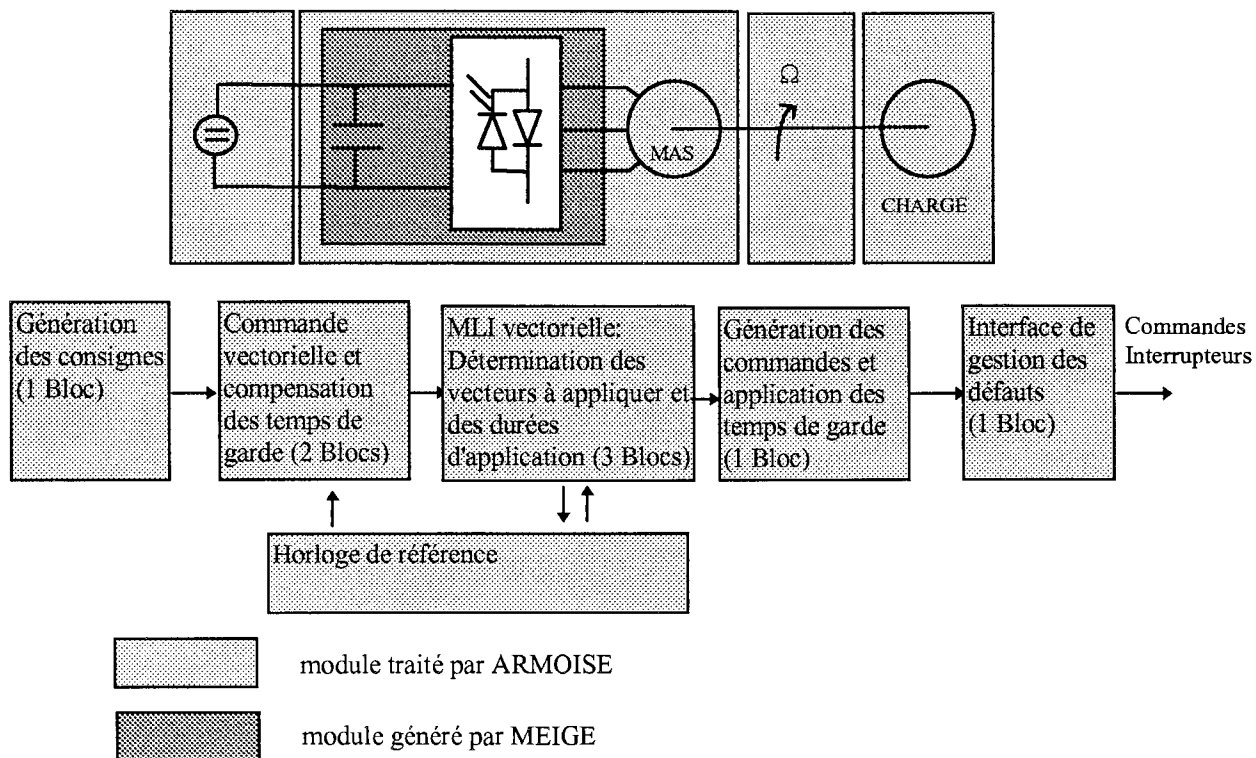 Ω
MAS
CHARGE
Génération
des consignes
(1 Bloc)
Commande
vectorielle et
compensation
des temps de
garde (2 Blocs)
MLI vectorielle:
Détermination des
vecteurs à appliquer et
des durées
d'application (3 Blocs)
Génération des
commandes et
application des
temps de garde
(1 Bloc)
Interface de
gestion des
défauts
(1 Bloc)
Commandes
Interrupteurs
Horloge de référence
module traité par ARMOISE
module généré par MEIGE